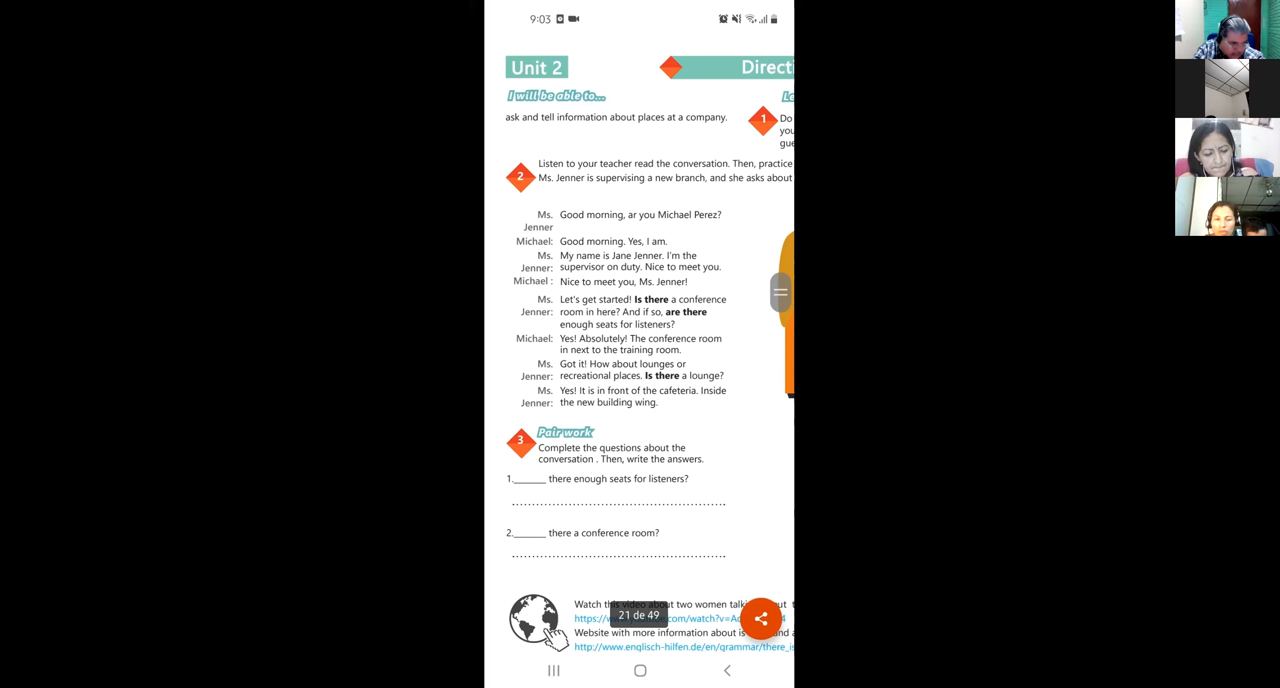 9:03
Unit 2
Directi
I will be able to...
Le
ask and tell information about places at a company.
1
Do
you
gue
2
Listen to your teacher read the conversation. Then, practice
Ms. Jenner is supervising a new branch, and she asks about
Ms. Good morning, ar you Michael Perez?
Jenner
Michael: Good morning. Yes, I am.
Ms. My name is Jane Jenner. I'm the
Jenner: supervisor on duty. Nice to meet you.
Michael : Nice to meet you, Ms. Jenner!
Ms. Let's get started! Is there a conference
Jenner: room in here? And if so, are there
enough seats for listeners?
Michael: Yes! Absolutely! The conference room
in next to the training room.
Ms. Got it! How about lounges or
Jenner: recreational places. Is there a lounge?
Ms. Yes! It is in front of the cafeteria. Inside
Jenner: the new building wing.
3
Pair work
Complete the questions about the
conversation . Then, write the answers.
1.______ there enough seats for listeners?
2.______ there a conference room?
Watch this video about two women talki
21 de 49
Website with more information about is and a
http://www.englisch-hilfen.de/en/grammar/there_is